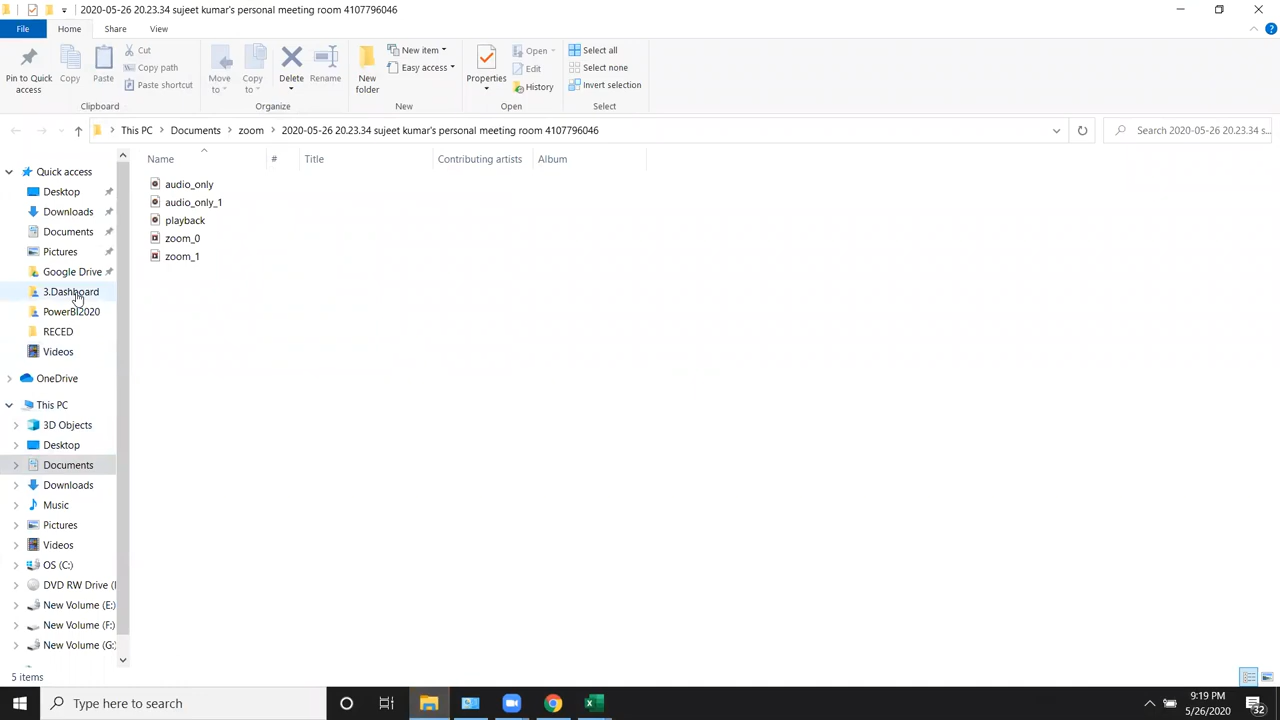 2020-05-26 20.23.34 sujeet kumar's personal meeting room 4107796046
File Home Share View
Pin to Quick access
Copy
Paste
Cut
Copy path
Paste shortcut
Clipboard
Move to
Copy to
Delete
Rename
Organize
New folder
New item
Easy access
New
Properties
Open
Edit
History
Open
Select all
Select none
Invert selection
Select
This PC > Documents > zoom > 2020-05-26 20.23.34 sujeet kumar's personal meeting room 4107796046
Search 2020-05-26 20.23.34 s...
Name # Title Contributing artists Album
audio_only
audio_only_1
playback
zoom_0
zoom_1
Quick access
Desktop
Downloads
Documents
Pictures
Google Drive
3.Dashboard
PowerBI2020
RECED
Videos
OneDrive
This PC
3D Objects
Desktop
Documents
Downloads
Music
Pictures
Videos
OS (C:)
DVD RW Drive (
New Volume (E:)
New Volume (F:)
New Volume (G:)
5 items
Type here to search
9:19 PM
5/26/2020
32